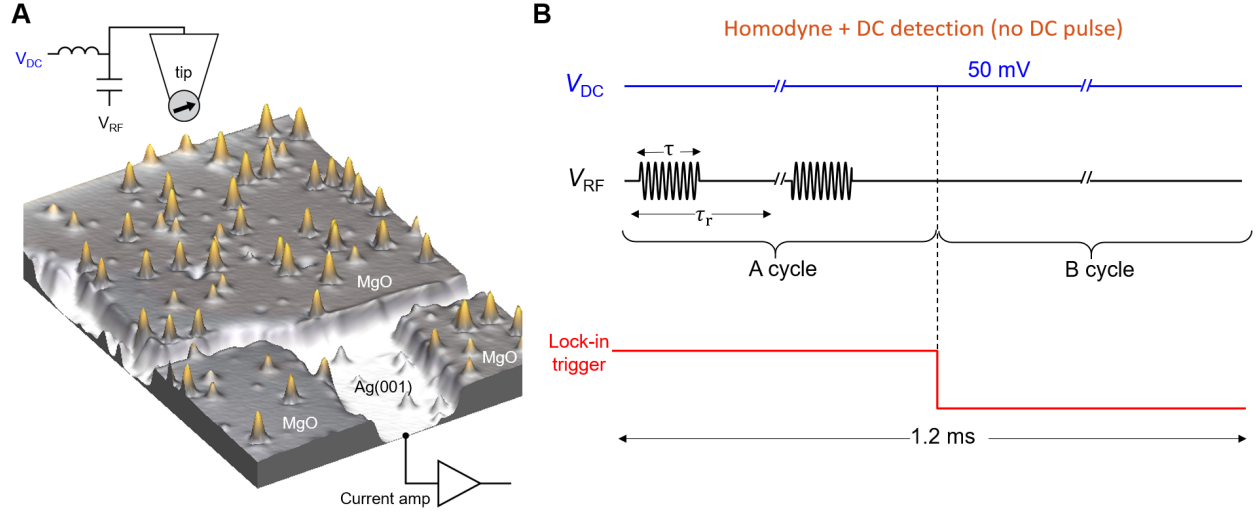 A
V_DC
tip
V_RF
MgO
MgO
Ag(001)
MgO
Current amp
B
Homodyne + DC detection (no DC pulse)
50 mV
V_DC
τ
V_RF
τ_r
A cycle
B cycle
Lock-in
trigger
1.2 ms